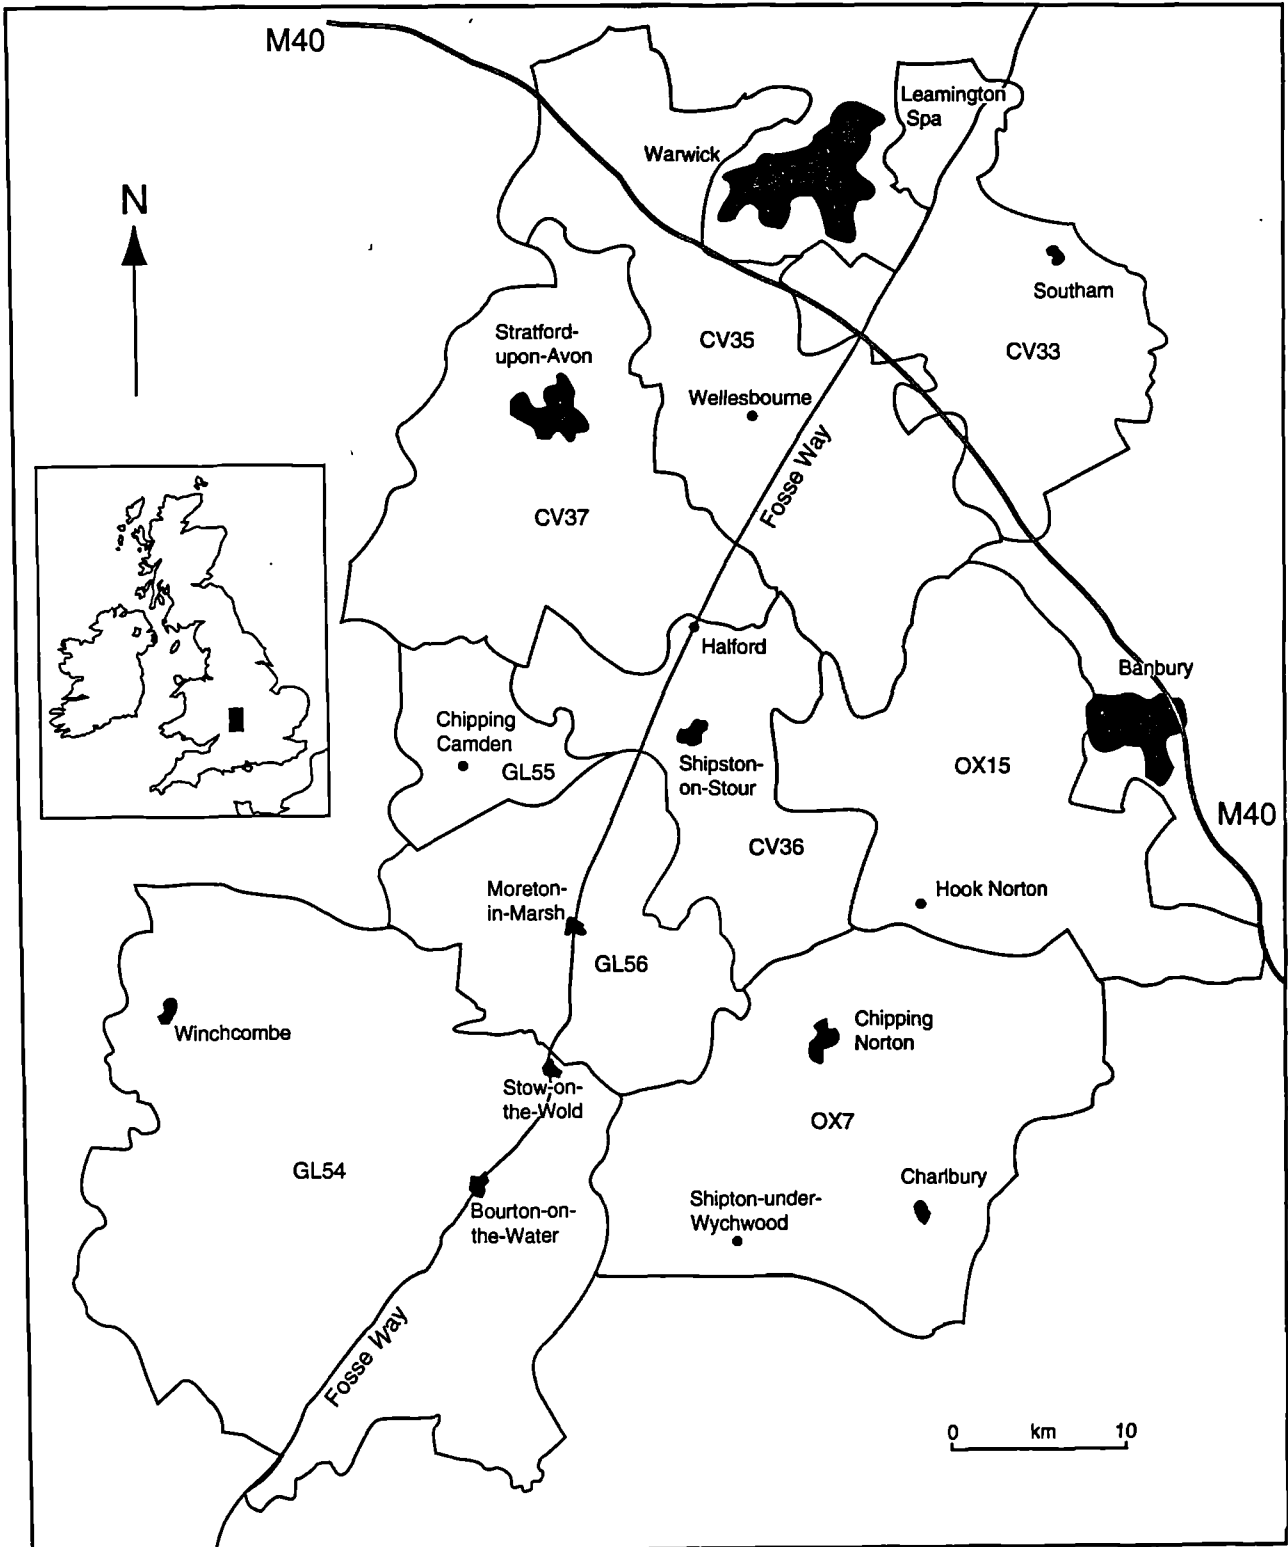 M40
Leamington
Spa
Warwick
N
Southam
Stratford-
upon-Avon
CV35
CV33
Wellesbourne
Fosse Way
CV37
Halford
Banbury
Chipping
Camden
GL55
Shipston-
on-Stour
OX15
M40
CV36
Moreton-
in-Marsh
Hook Norton
GL56
Winchcombe
Chipping
Norton
Stow-on-
the-Wold
OX7
GL54
Charlbury
Shipton-under-
Wychwood
Bourton-on-
the-Water
Fosse Way
0 km 10